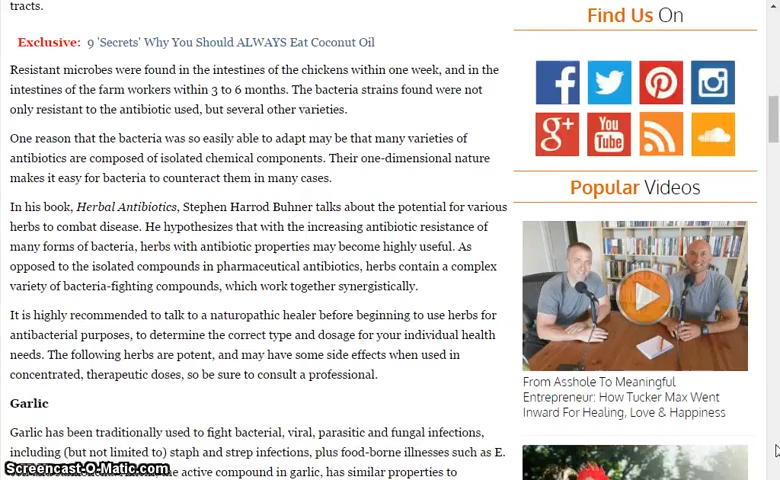 tracts.
Exclusive: 9 'Secrets' Why You Should ALWAYS Eat Coconut Oil
Resistant microbes were found in the intestines of the chickens within one week, and in the
intestines of the farm workers within 3 to 6 months. The bacteria strains found were not
only resistant to the antibiotic used, but several other varieties.
One reason that the bacteria was so easily able to adapt may be that many varieties of
antibiotics are composed of isolated chemical components. Their one-dimensional nature
makes it easy for bacteria to counteract them in many cases.
In his book, Herbal Antibiotics, Stephen Harrod Buhner talks about the potential for various
herbs to combat disease. He hypothesizes that with the increasing antibiotic resistance of
many forms of bacteria, herbs with antibiotic properties may become highly useful. As
opposed to the isolated compounds in pharmaceutical antibiotics, herbs contain a complex
variety of bacteria-fighting compounds, which work together synergistically.
It is highly recommended to talk to a naturopathic healer before beginning to use herbs for
antibacterial purposes, to determine the correct type and dosage for your individual health
needs. The following herbs are potent, and may have some side effects when used in
concentrated, therapeutic doses, so be sure to consult a professional.
Garlic
Garlic has been traditionally used to fight bacterial, viral, parasitic and fungal infections,
including (but not limited to) staph and strep infections, plus food-borne illnesses such as E.
the active compound in garlic, has similar properties to
Screencast-O-Matic.com
Find Us On
g+
You
Tube
Popular Videos
From Asshole To Meaningful
Entrepreneur: How Tucker Max Went
Inward For Healing, Love & Happiness